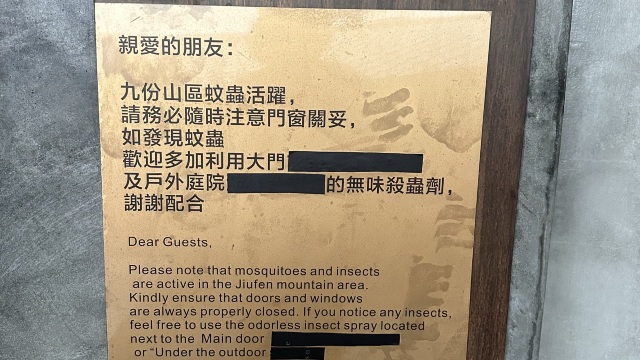 親愛的朋友:
九份山區蚊蟲活躍,
請務必隨時注意門窗關妥,
如發現蚊蟲
歡迎多加利用大門
及戶外庭院 的無味殺蟲劑,
謝謝配合
Dear Guests,
Please note that mosquitoes and insects
are active in the Jiufen mountain area.
Kindly ensure that doors and windows
are always properly closed. If you notice any insects,
feel free to use the odorless insect spray located
next to the Main door
or "Under the outdoor